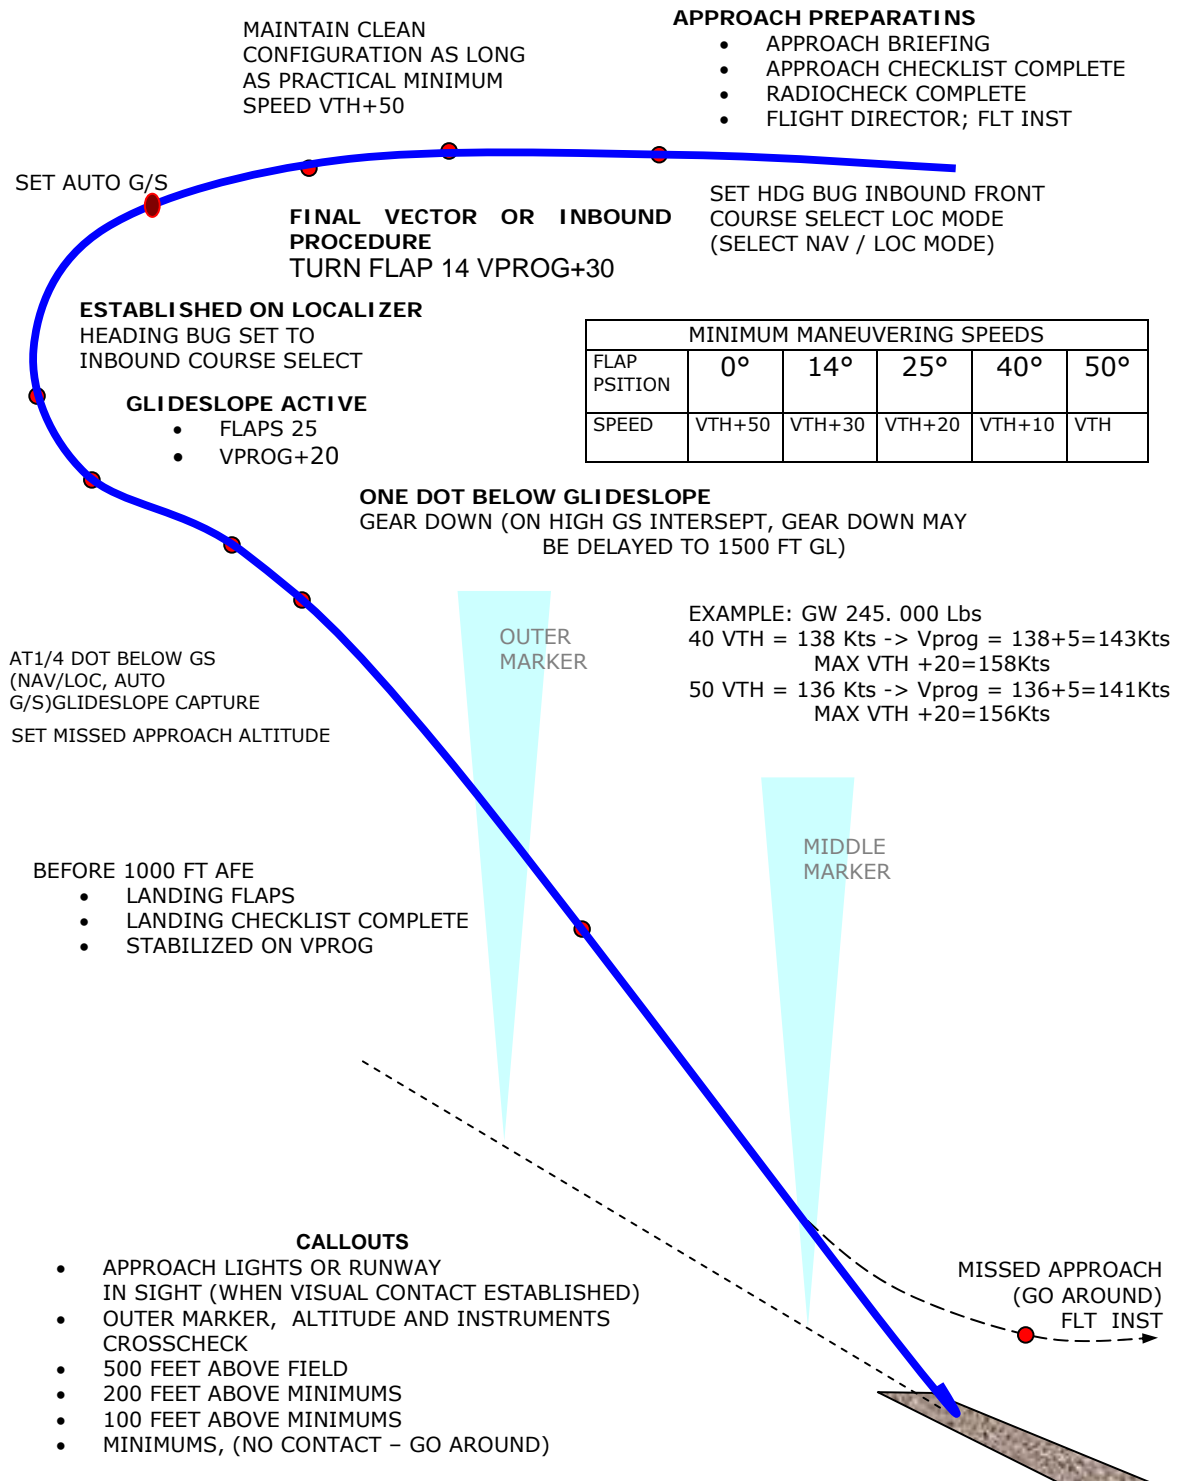 MAINTAIN CLEAN
CONFIGURATION AS LONG
AS PRACTICAL MINIMUM
SPEED VTH+50
APPROACH PREPARATINS
• APPROACH BRIEFING
• APPROACH CHECKLIST COMPLETE
• RADIOCHECK COMPLETE
• FLIGHT DIRECTOR; FLT INST
SET AUTO G/S
SET HDG BUG INBOUND FRONT
COURSE SELECT LOC MODE
(SELECT NAV / LOC MODE)
FINAL VECTOR OR INBOUND
PROCEDURE
TURN FLAP 14 VPROG+30
ESTABLISHED ON LOCALIZER
HEADING BUG SET TO
INBOUND COURSE SELECT
MINIMUM MANEUVERING SPEEDS
FLAP
PSITION 0° 14° 25° 40° 50°
SPEED VTH+50 VTH+30 VTH+20 VTH+10 VTH
GLIDESLOPE ACTIVE
• FLAPS 25
• VPROG+20
ONE DOT BELOW GLIDESLOPE
GEAR DOWN (ON HIGH GS INTERSEPT, GEAR DOWN MAY
BE DELAYED TO 1500 FT GL)
OUTER
MARKER
EXAMPLE: GW 245. 000 Lbs
40 VTH = 138 Kts -> Vprog = 138+5=143Kts
MAX VTH +20=158Kts
50 VTH = 136 Kts -> Vprog = 136+5=141Kts
MAX VTH +20=156Kts
AT1/4 DOT BELOW GS
(NAV/LOC, AUTO
G/S)GLIDESLOPE CAPTURE
SET MISSED APPROACH ALTITUDE
MIDDLE
MARKER
BEFORE 1000 FT AFE
• LANDING FLAPS
• LANDING CHECKLIST COMPLETE
• STABILIZED ON VPROG
CALLOUTS
• APPROACH LIGHTS OR RUNWAY
IN SIGHT (WHEN VISUAL CONTACT ESTABLISHED)
• OUTER MARKER, ALTITUDE AND INSTRUMENTS
CROSSCHECK
• 500 FEET ABOVE FIELD
• 200 FEET ABOVE MINIMUMS
• 100 FEET ABOVE MINIMUMS
• MINIMUMS, (NO CONTACT – GO AROUND)
MISSED APPROACH
(GO AROUND)
FLT INST